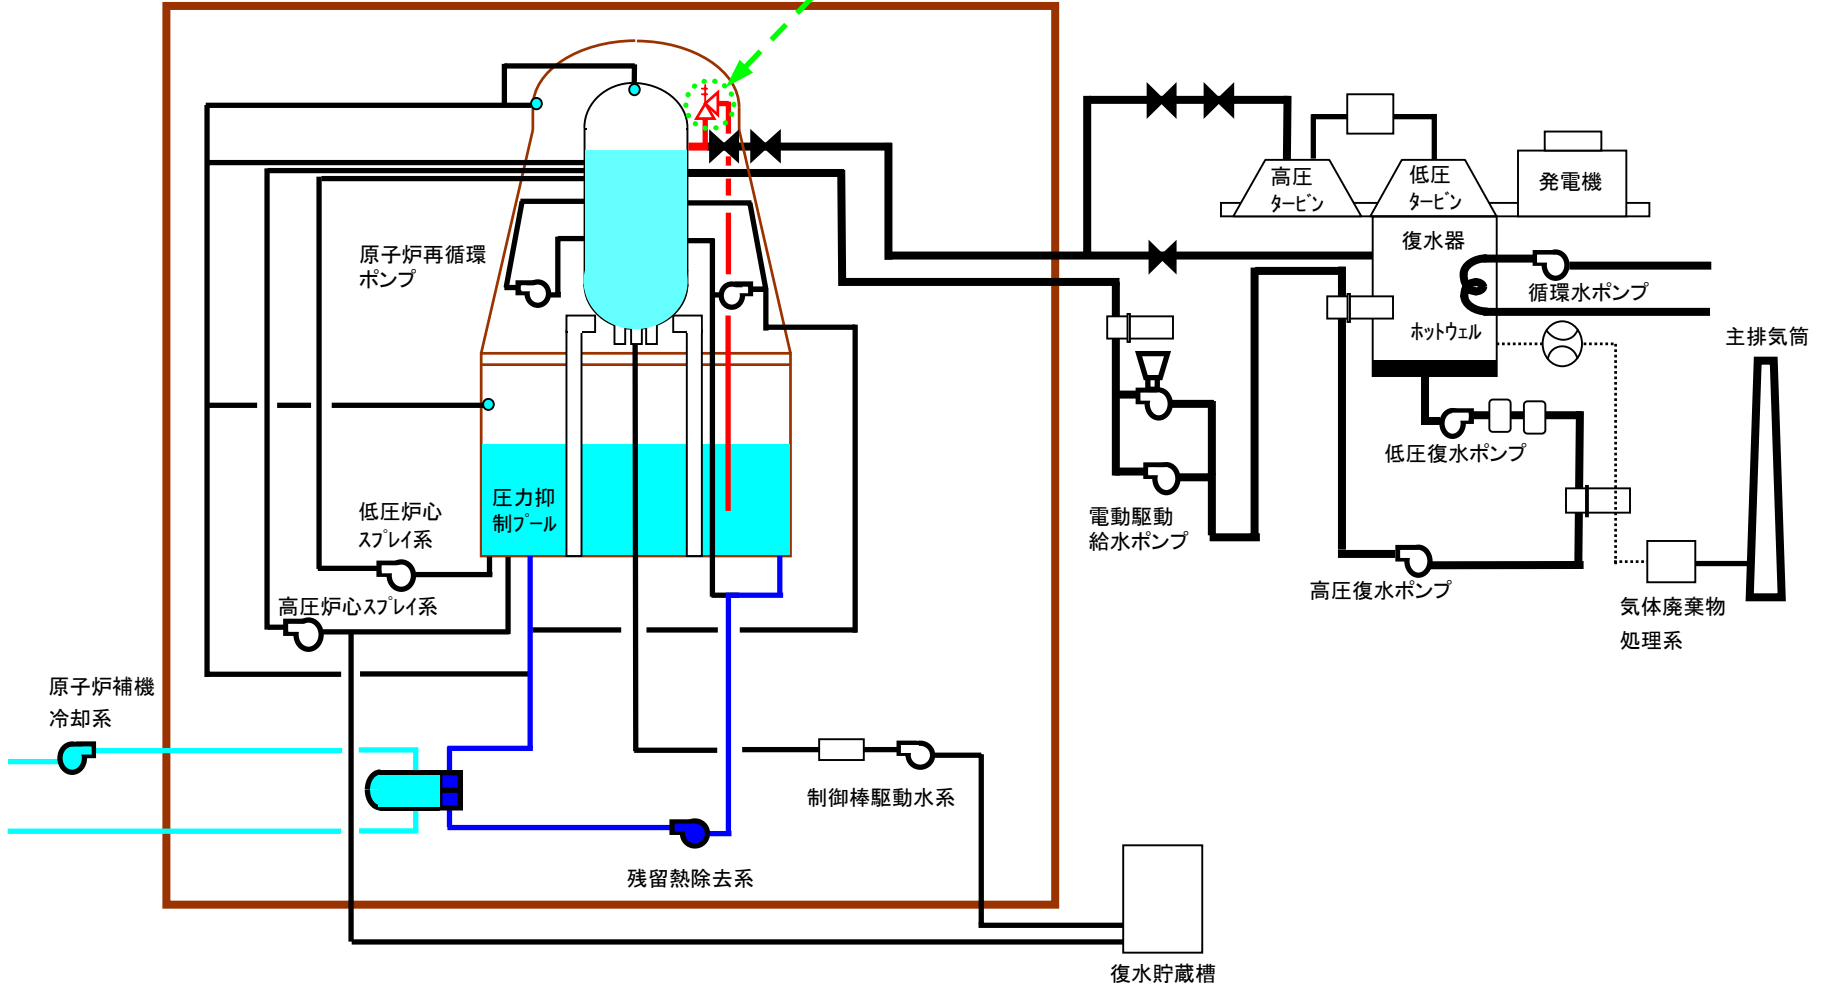 高圧
タービン
低圧
タービン
発電機
復水器
原子炉再循環
ポンプ
循環水ポンプ
ホットウェル
主排気筒
低圧復水ポンプ
圧力抑
制プール
低圧炉心
スプレイ系
電動駆動
給水ポンプ
高圧炉心スプレイ系
高圧復水ポンプ
気体廃棄物
処理系
原子炉補機
冷却系
制御棒駆動水系
残留熱除去系
復水貯蔵槽